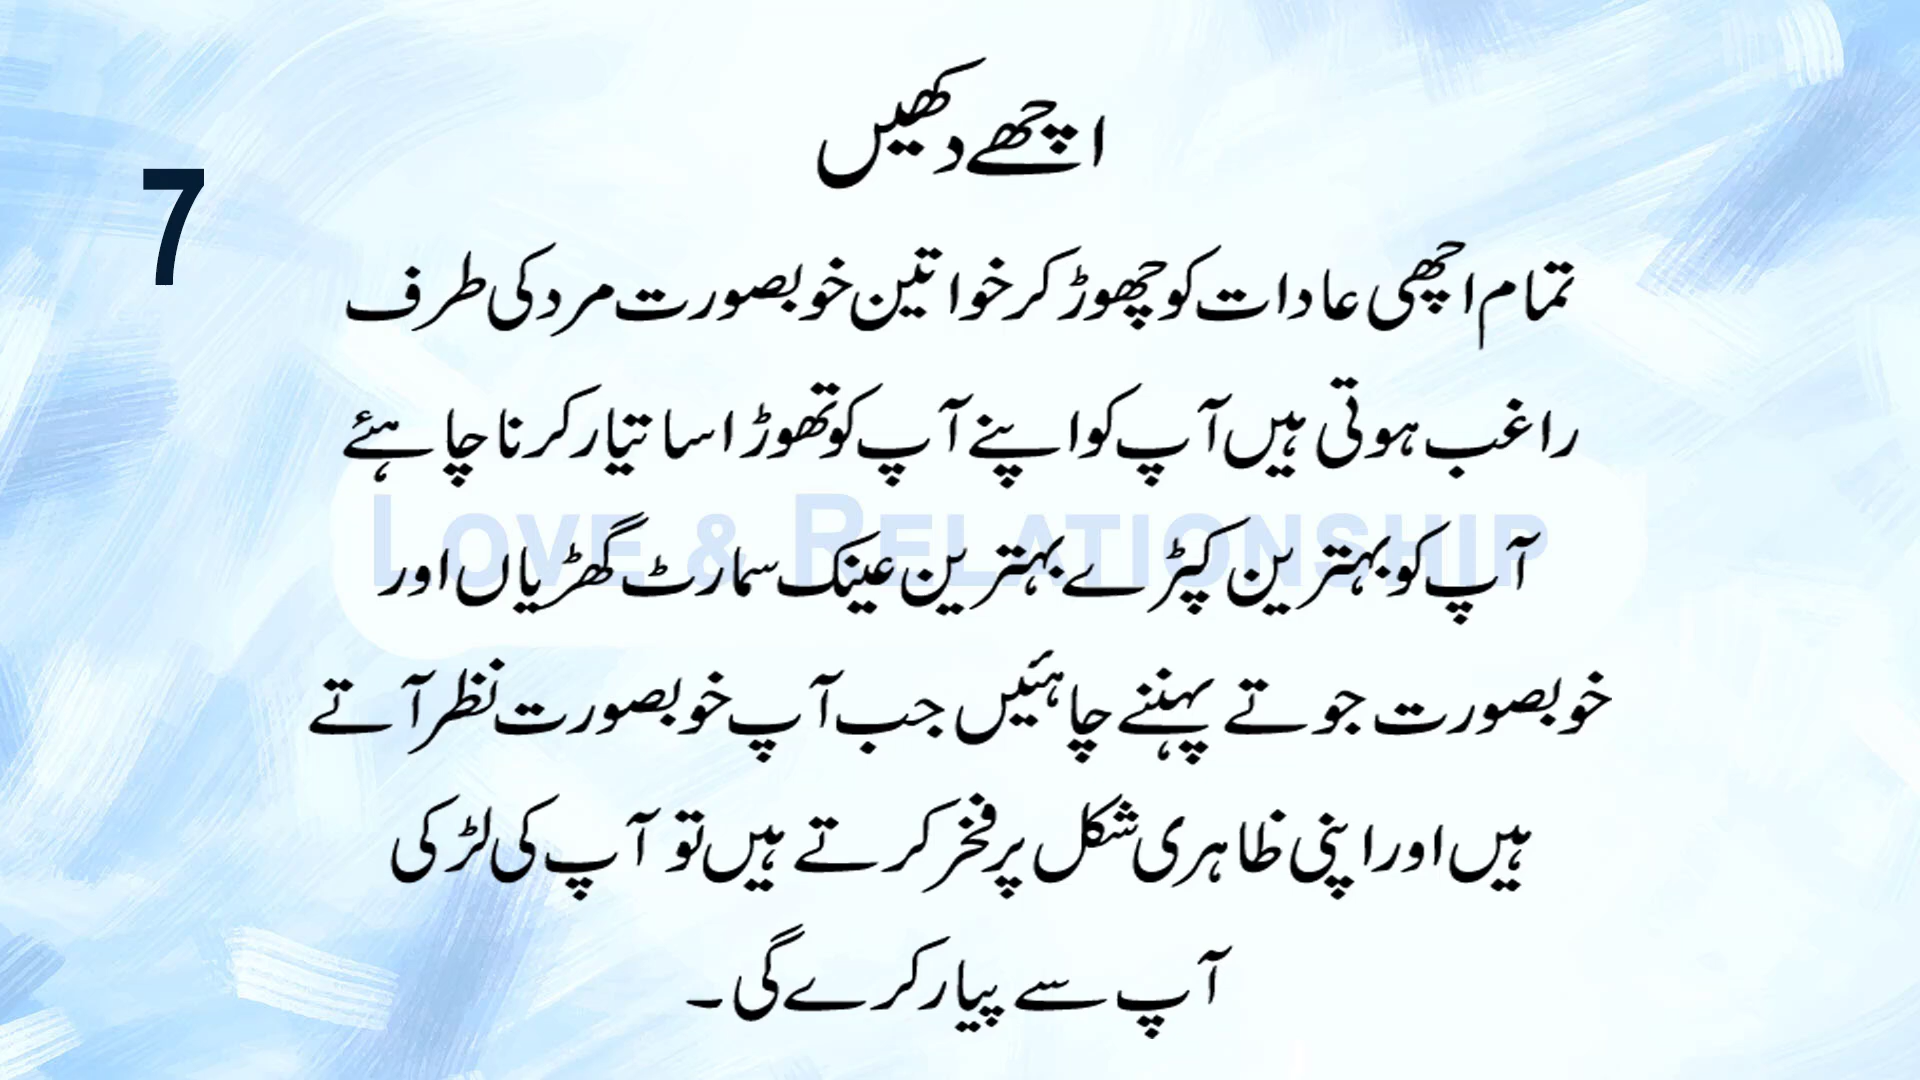 7
اچھے دکھیں
تمام اچھی عادات کو چھوڑ کر خواتین خوبصورت مرد کی طرف
راغب ہوتی ہیں آپ کو اپنے آپ کو تھوڑا سا تیار کرنا چاہئے
LOVE & RELATIONSHIP
آپ کو بہترین کپڑے بہترین عینک سمارٹ گھڑیاں اور
خوبصورت جوتے پہننے چاہئیں جب آپ خوبصورت نظر آتے
ہیں اور اپنی ظاہری شکل پر فخر کرتے ہیں تو آپ کی لڑکی
آپ سے پیار کرے گی ۔